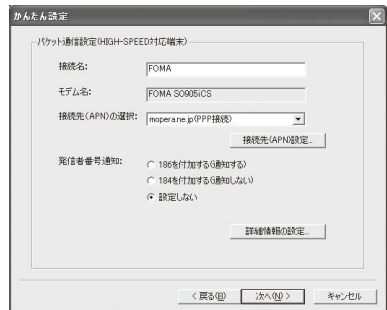 かんたん設定
パケット通信設定(HIGH-SPEED対応端末)
接続名: FOMA
モデム名: FOMA SO905iCS
接続先(APN)の選択: mopera.ne.jp(PPP接続)
接続先(APN)設定...
発信者番号通知: 186を付加する(通知する)
184を付加する(通知しない)
設定しない
詳細情報の設定...
< 戻る(B) 次へ(N) > キャンセル